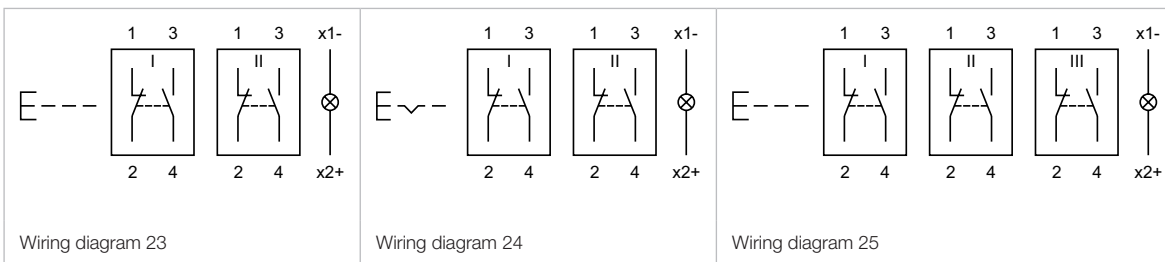 1 3 1 3 x1-
I II
2 4 2 4 x2+
Wiring diagram 23
1 3 1 3 x1-
I II
2 4 2 4 x2+
Wiring diagram 24
1 3 1 3 1 3 x1-
I II III
2 4 2 4 2 4 x2+
Wiring diagram 25